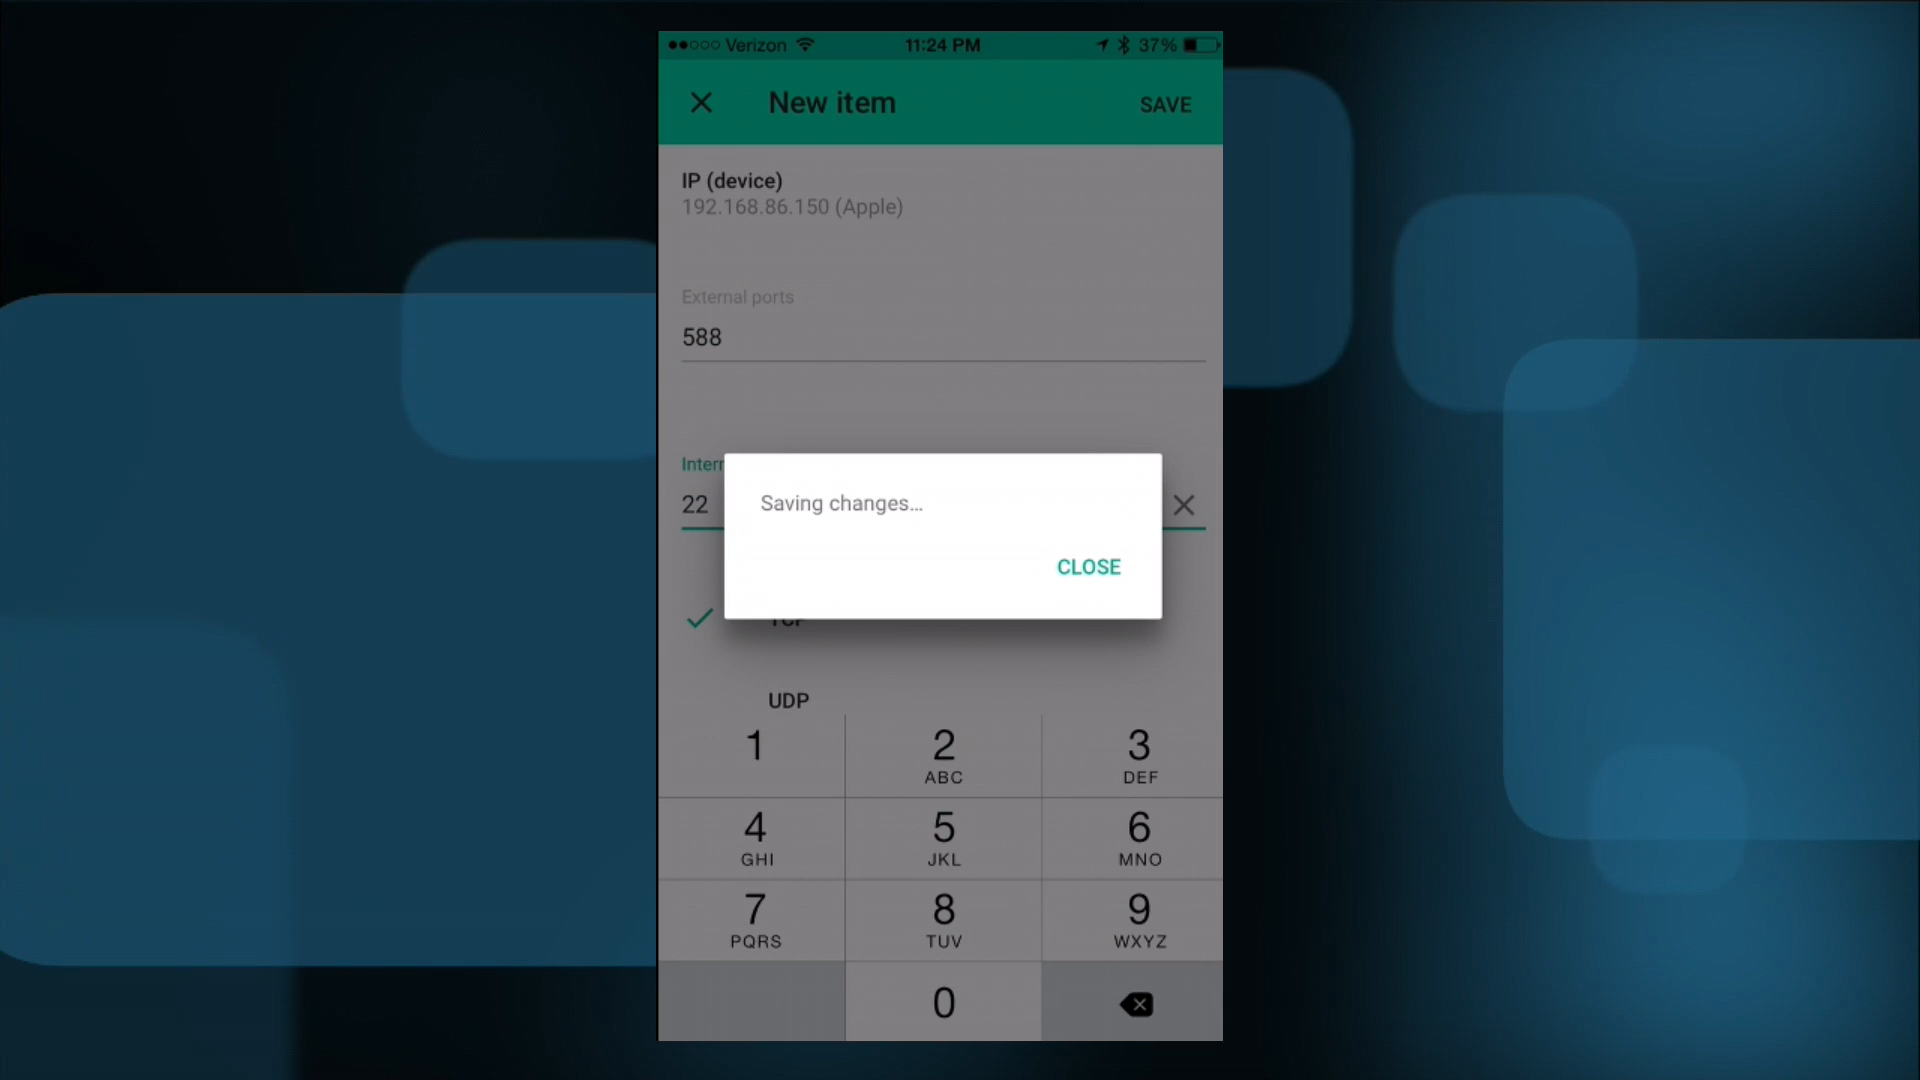 Verizon 11:24 PM 37%
New item SAVE
IP (device)
192.168.86.150 (Apple)
External ports
588
Intern
22
Saving changes...
CLOSE
TCP
UDP
1 2 3
ABC DEF
4 5 6
GHI JKL MNO
7 8 9
PQRS TUV WXYZ
0